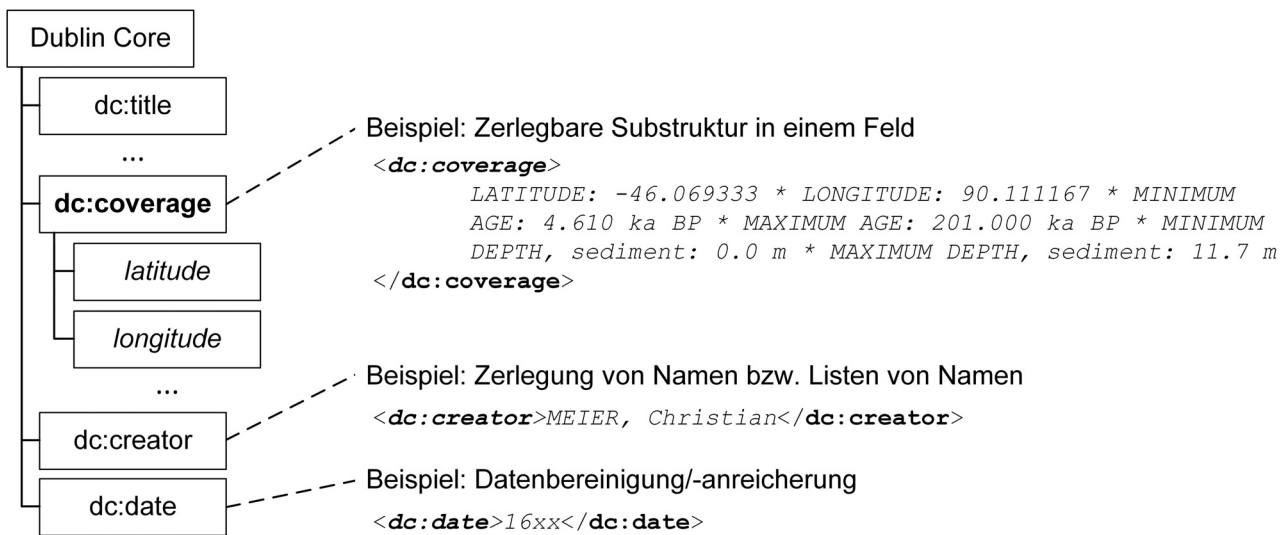 Dublin Core
dc:title
...
dc:coverage
latitude
longitude
...
dc:creator
dc:date
Beispiel: Zerlegbare Substruktur in einem Feld
<dc:coverage>
LATITUDE: -46.069333 * LONGITUDE: 90.111167 * MINIMUM
AGE: 4.610 ka BP * MAXIMUM AGE: 201.000 ka BP * MINIMUM
DEPTH, sediment: 0.0 m * MAXIMUM DEPTH, sediment: 11.7 m
</dc:coverage>
Beispiel: Zerlegung von Namen bzw. Listen von Namen
<dc:creator>MEIER, Christian</dc:creator>
Beispiel: Datenbereinigung/-anreicherung
<dc:date>16xx</dc:date>